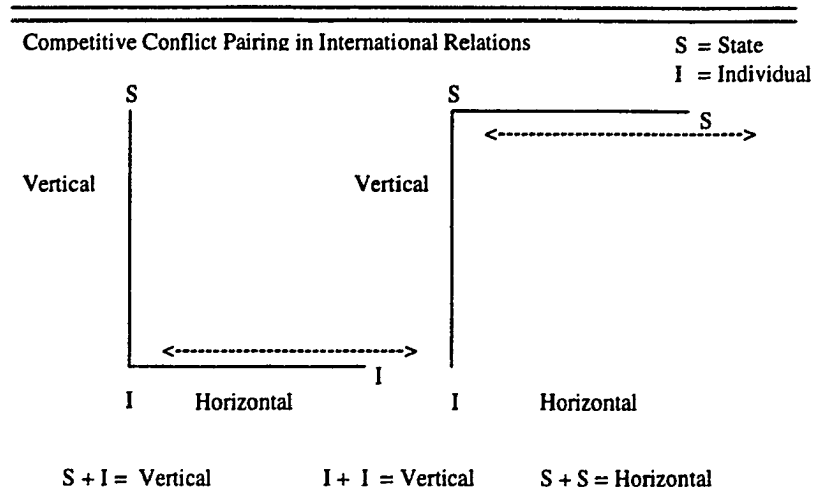 Competitive Conflict Pairing in International Relations
S = State
I = Individual
S S
S
Vertical Vertical
<-------------------> 
<------------------->
I
I Horizontal I Horizontal
S + I = Vertical I + I = Vertical S + S = Horizontal